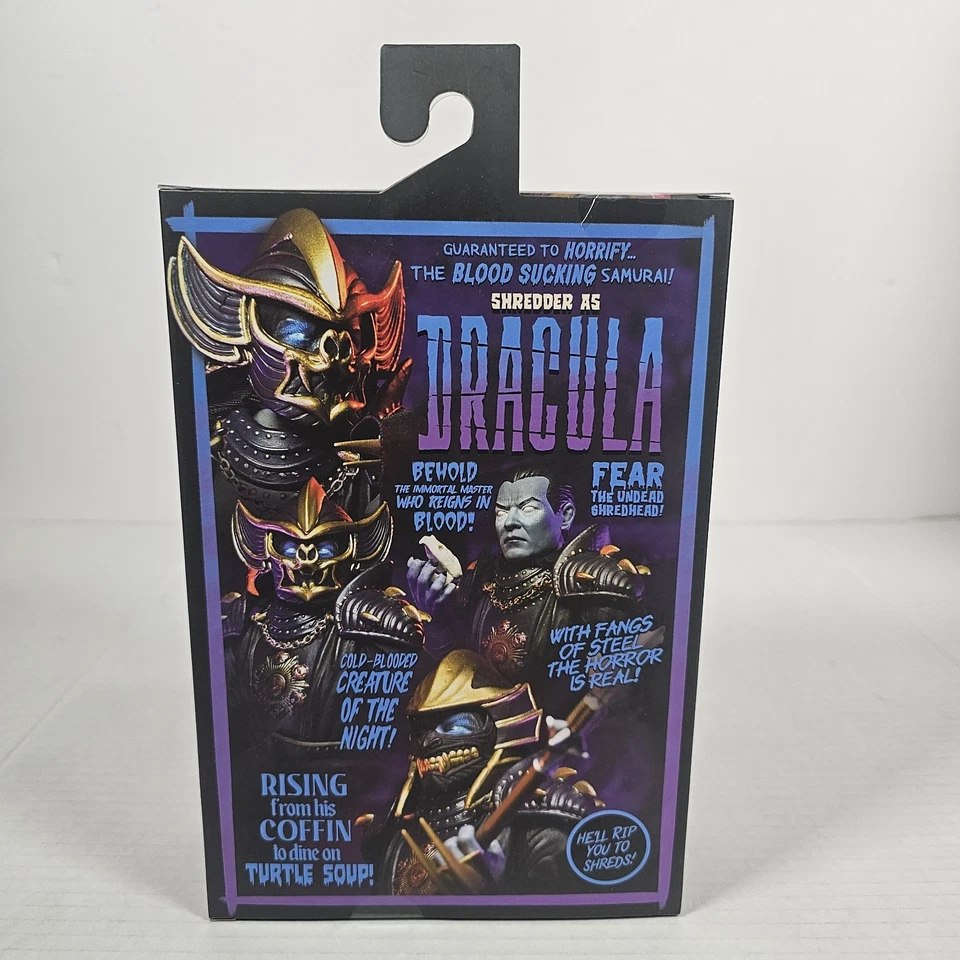 GUARANTEED TO HORRIFY...
THE BLOOD SUCKING SAMURAI!
SHREDDER AS
DRACULA
BEHOLD
THE IMMORTAL MASTER
WHO REIGNS IN
BLOOD!
FEAR
THE UNDEAD
SHREDHEAD!
WITH FANGS
OF STEEL
THE HORROR
IS REAL!
COLD-BLOODED
CREATURE
OF THE
NIGHT!
RISING
from his
COFFIN
to dine on
TURTLE SOUP!
HE'LL RIP
YOU TO
SHREDS!